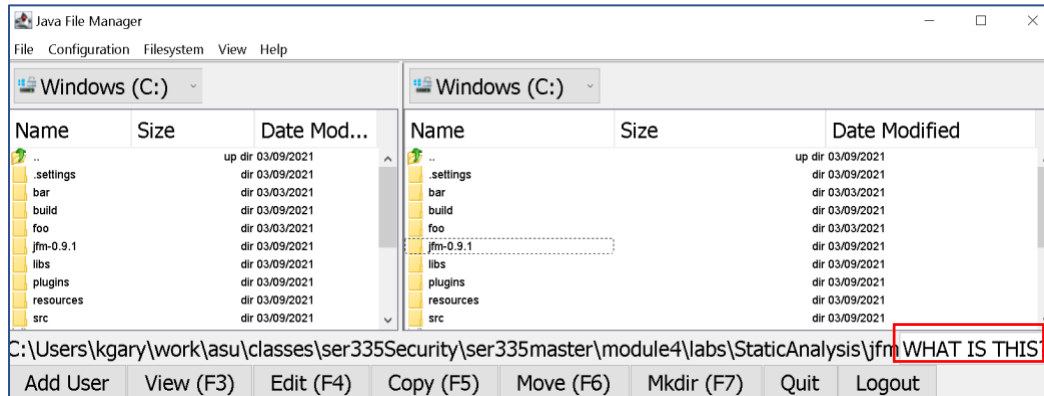 Java File Manager
File Configuration Filesystem View Help
Windows (C:) Windows (C:)
Name Size Date Mod... Name Size Date Modified
.. up dir 03/09/2021 .. up dir 03/09/2021
.settings dir 03/09/2021 .settings dir 03/09/2021
bar dir 03/03/2021 bar dir 03/03/2021
build dir 03/09/2021 build dir 03/09/2021
foo dir 03/03/2021 foo dir 03/03/2021
jfm-0.9.1 dir 03/09/2021 jfm-0.9.1 dir 03/09/2021
libs dir 03/09/2021 libs dir 03/09/2021
plugins dir 03/09/2021 plugins dir 03/09/2021
resources dir 03/09/2021 resources dir 03/09/2021
src dir 03/09/2021 src dir 03/09/2021
C:\Users\kgary\work\asu\classes\ser335Security\ser335master\module4\labs\StaticAnalysis\jfm WHAT IS THIS?
Add User View (F3) Edit (F4) Copy (F5) Move (F6) Mkdir (F7) Quit Logout